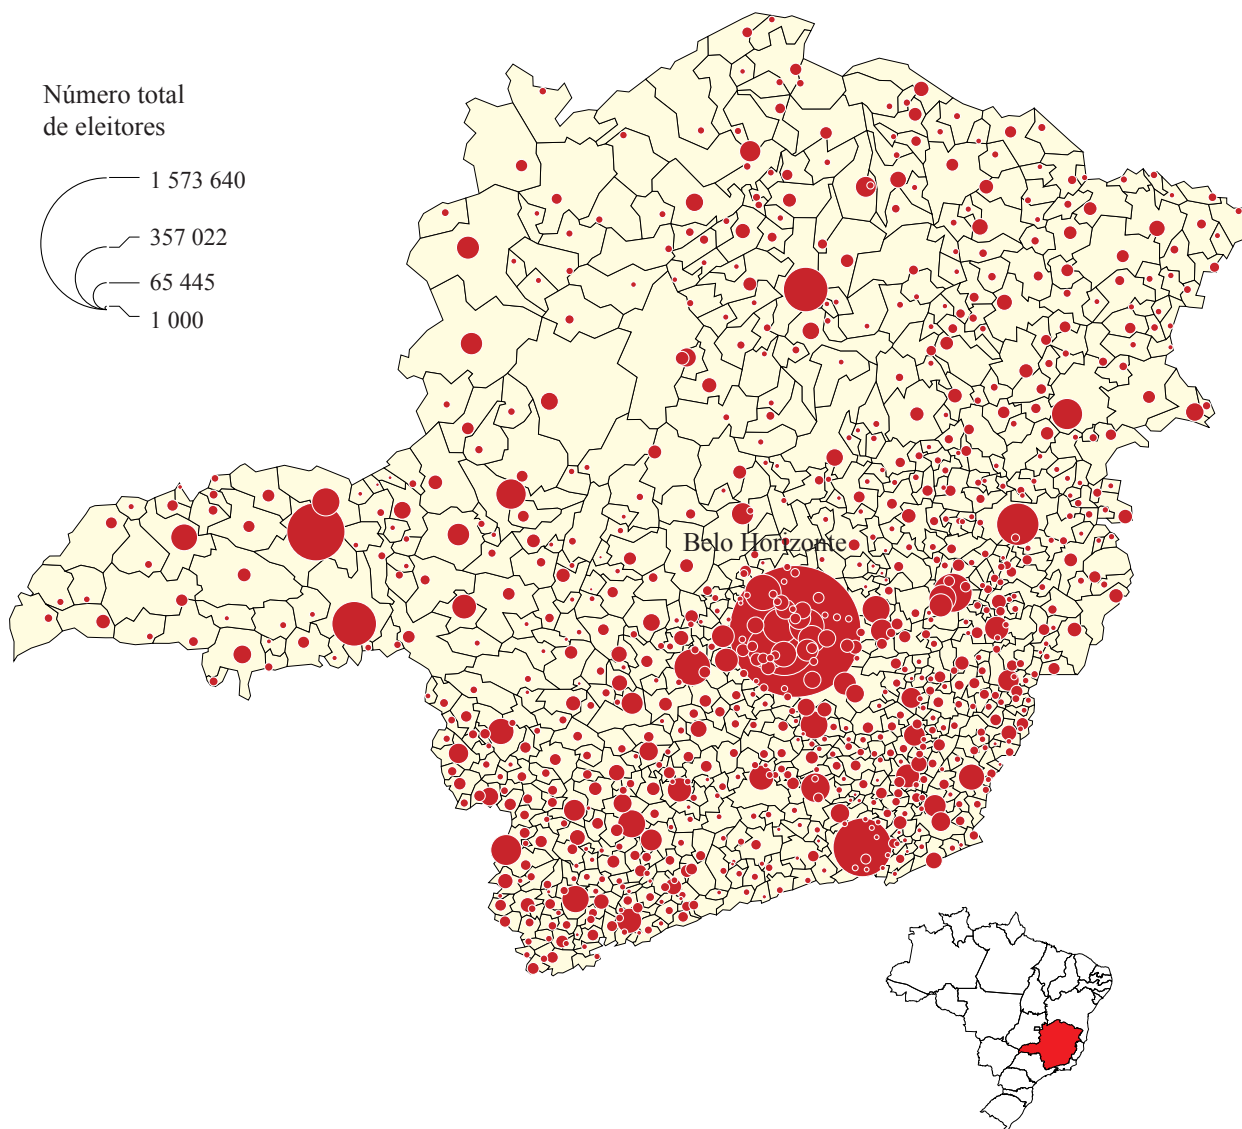 Número total
de eleitores
1 573 640
357 022
65 445
1 000
Belo Horizonte